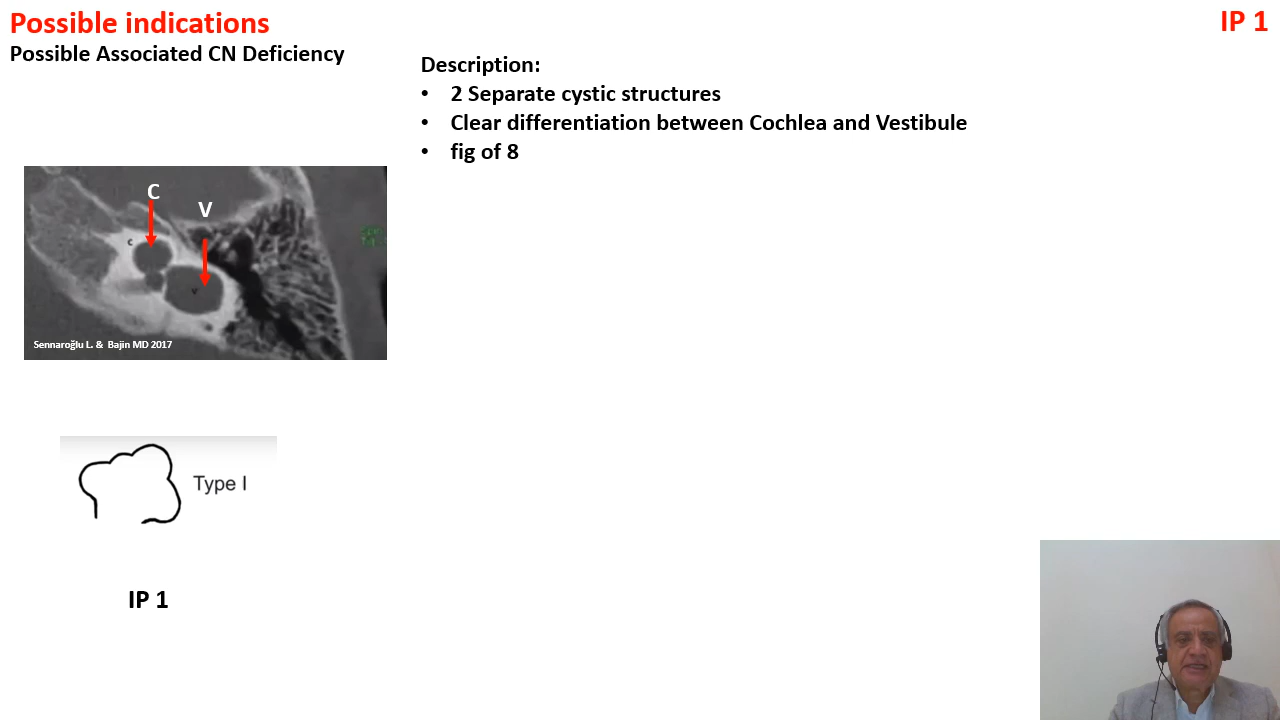 Possible indications
IP 1
Possible Associated CN Deficiency
Description:
• 2 Separate cystic structures
• Clear differentiation between Cochlea and Vestibule
• fig of 8
C
V
C
V
Sennaroğlu L. & Bajin MD 2017
Type I
IP 1